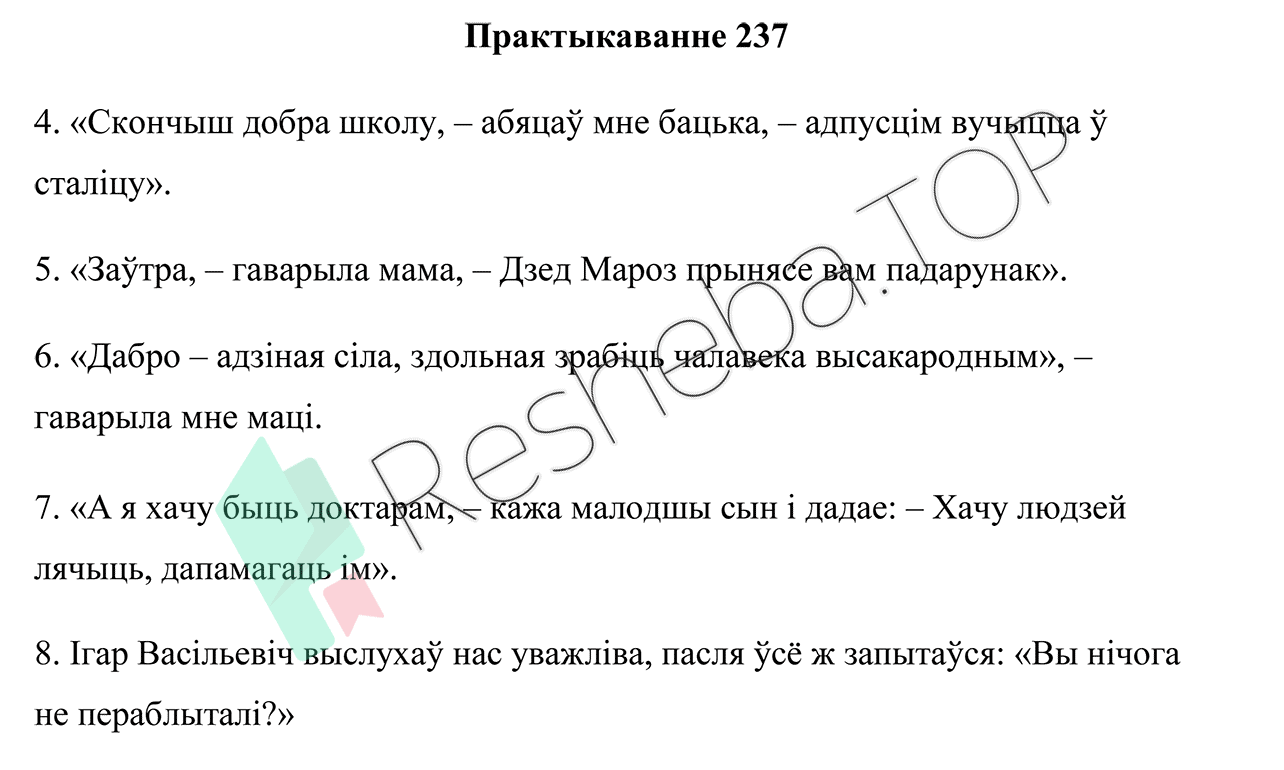 Практыкаванне 237
4. «Скончыш добра школу, – абяцаў мне бацька, – адпусцім вучыцца ў
сталіцу».
5. «Заўтра, – гаварыла мама, – Дзед Мароз прынясе вам падарунак».
6. «Дабро – адзіная сіла, здольная зрабіць чалавека высакародным», –
гаварыла мне маці.
7. «А я хачу быць доктарам, – кажа малодшы сын і дадае: – Хачу людзей
лячыць, дапамагаць ім».
8. Ігар Васільевіч выслухаў нас уважліва, пасля ўсё ж запытаўся: «Вы нічога
не пераблыталі?»
Resheba.TOP